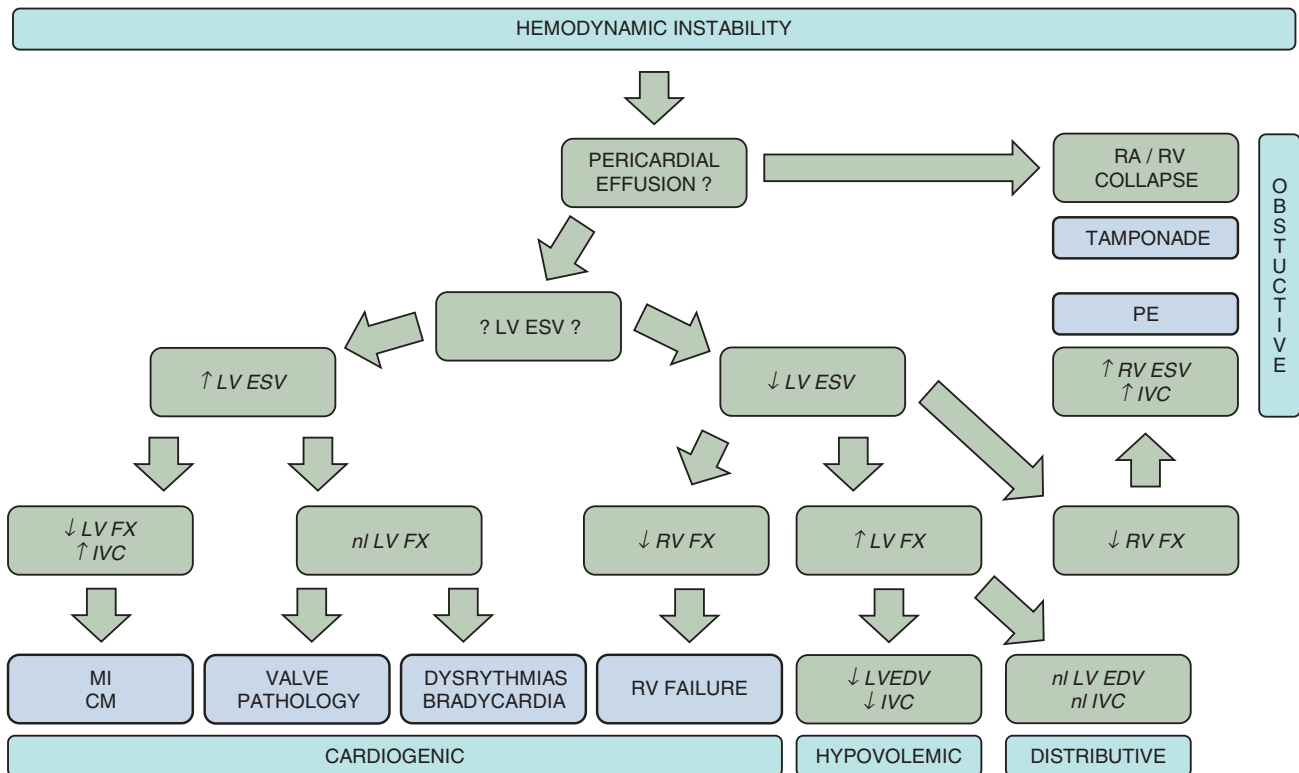 HEMODYNAMIC INSTABILITY
PERICARDIAL
EFFUSION ?
RA / RV
COLLAPSE
TAMPONADE
PE
↑ RV ESV
↑ IVC
OBSTUCTIVE
? LV ESV ?
↑ LV ESV
↓ LV ESV
↓ LV FX
↑ IVC
nl LV FX
↓ RV FX
↑ LV FX
↓ RV FX
MI
CM
VALVE
PATHOLOGY
DYSRYTHMIAS
BRADYCARDIA
RV FAILURE
↓ LVEDV
↓ IVC
nl LV EDV
nl IVC
CARDIOGENIC
HYPOVOLEMIC
DISTRIBUTIVE